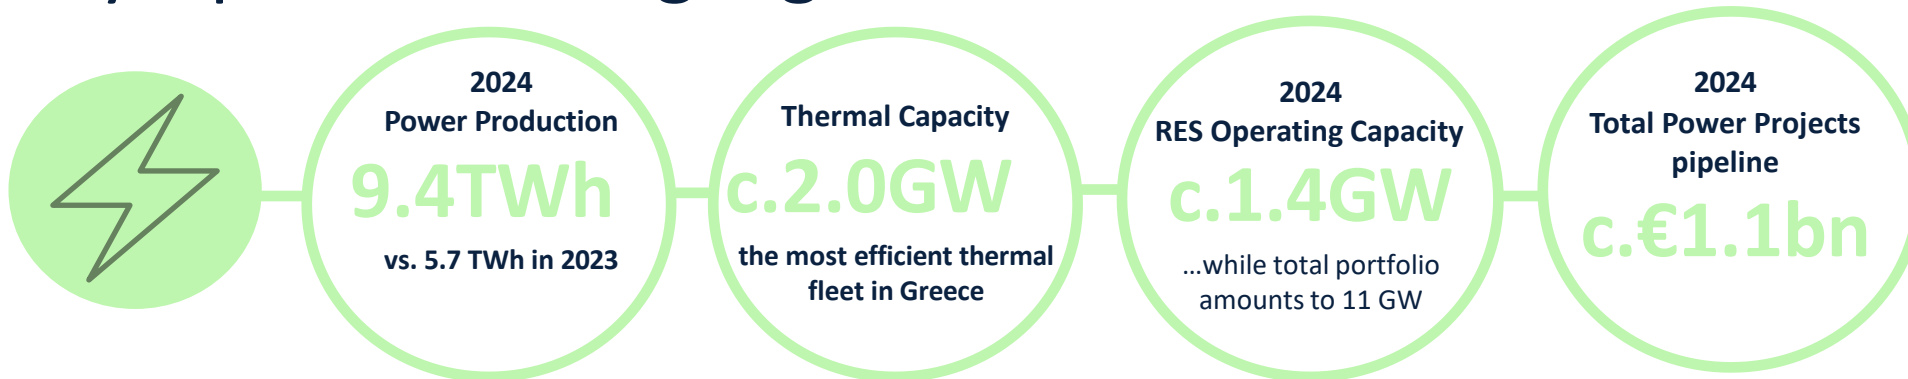 2024
Power Production
9.4TWh
vs. 5.7 TWh in 2023
Thermal Capacity
c.2.0GW
the most efficient thermal
fleet in Greece
2024
RES Operating Capacity
c.1.4GW
...while total portfolio
amounts to 11 GW
2024
Total Power Projects
pipeline
c.€1.1bn